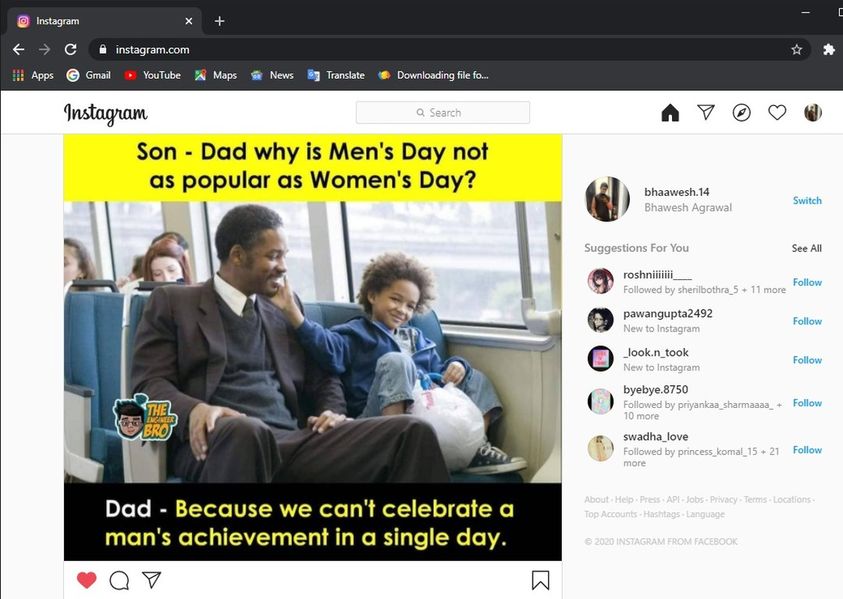 Instagram
instagram.com
Apps Gmail YouTube Maps News Translate Downloading file fo...
Instagram
Search
Son - Dad why is Men's Day not
as popular as Women's Day?
THE
ENGINEER
BRO
Dad - Because we can't celebrate a
man's achievement in a single day.
bhaawesh.14
Bhawesh Agrawal
Switch
Suggestions For You
See All
roshniiiiiii____
Followed by sherilbothra_5 + 11 more
Follow
pawangupta2492
New to Instagram
Follow
_look.n_took
New to Instagram
Follow
byebye.8750
Followed by priyankaa_sharmaaaa_ +
10 more
Follow
swadha_love
Followed by princess_komal_15 + 21
more
Follow
About · Help · Press · API · Jobs · Privacy · Terms · Locations ·
Top Accounts · Hashtags · Language
© 2020 INSTAGRAM FROM FACEBOOK